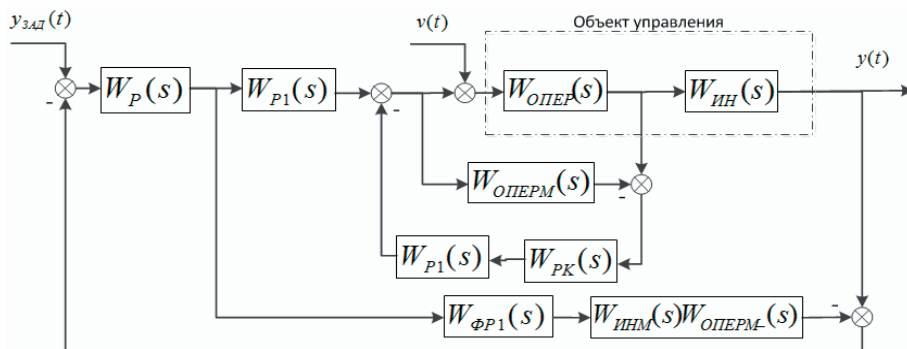 y_ЗАД(t)
v(t)
Объект управления
y(t)
-
W_P(s)
W_P1(s)
-
W_ОПЕР(s)
W_ИН(s)
W_ОПЕРМ(s)
-
W_P1(s)
W_PK(s)
W_ФP1(s)
W_ИНМ(s)W_ОПЕРМ-(s)
-